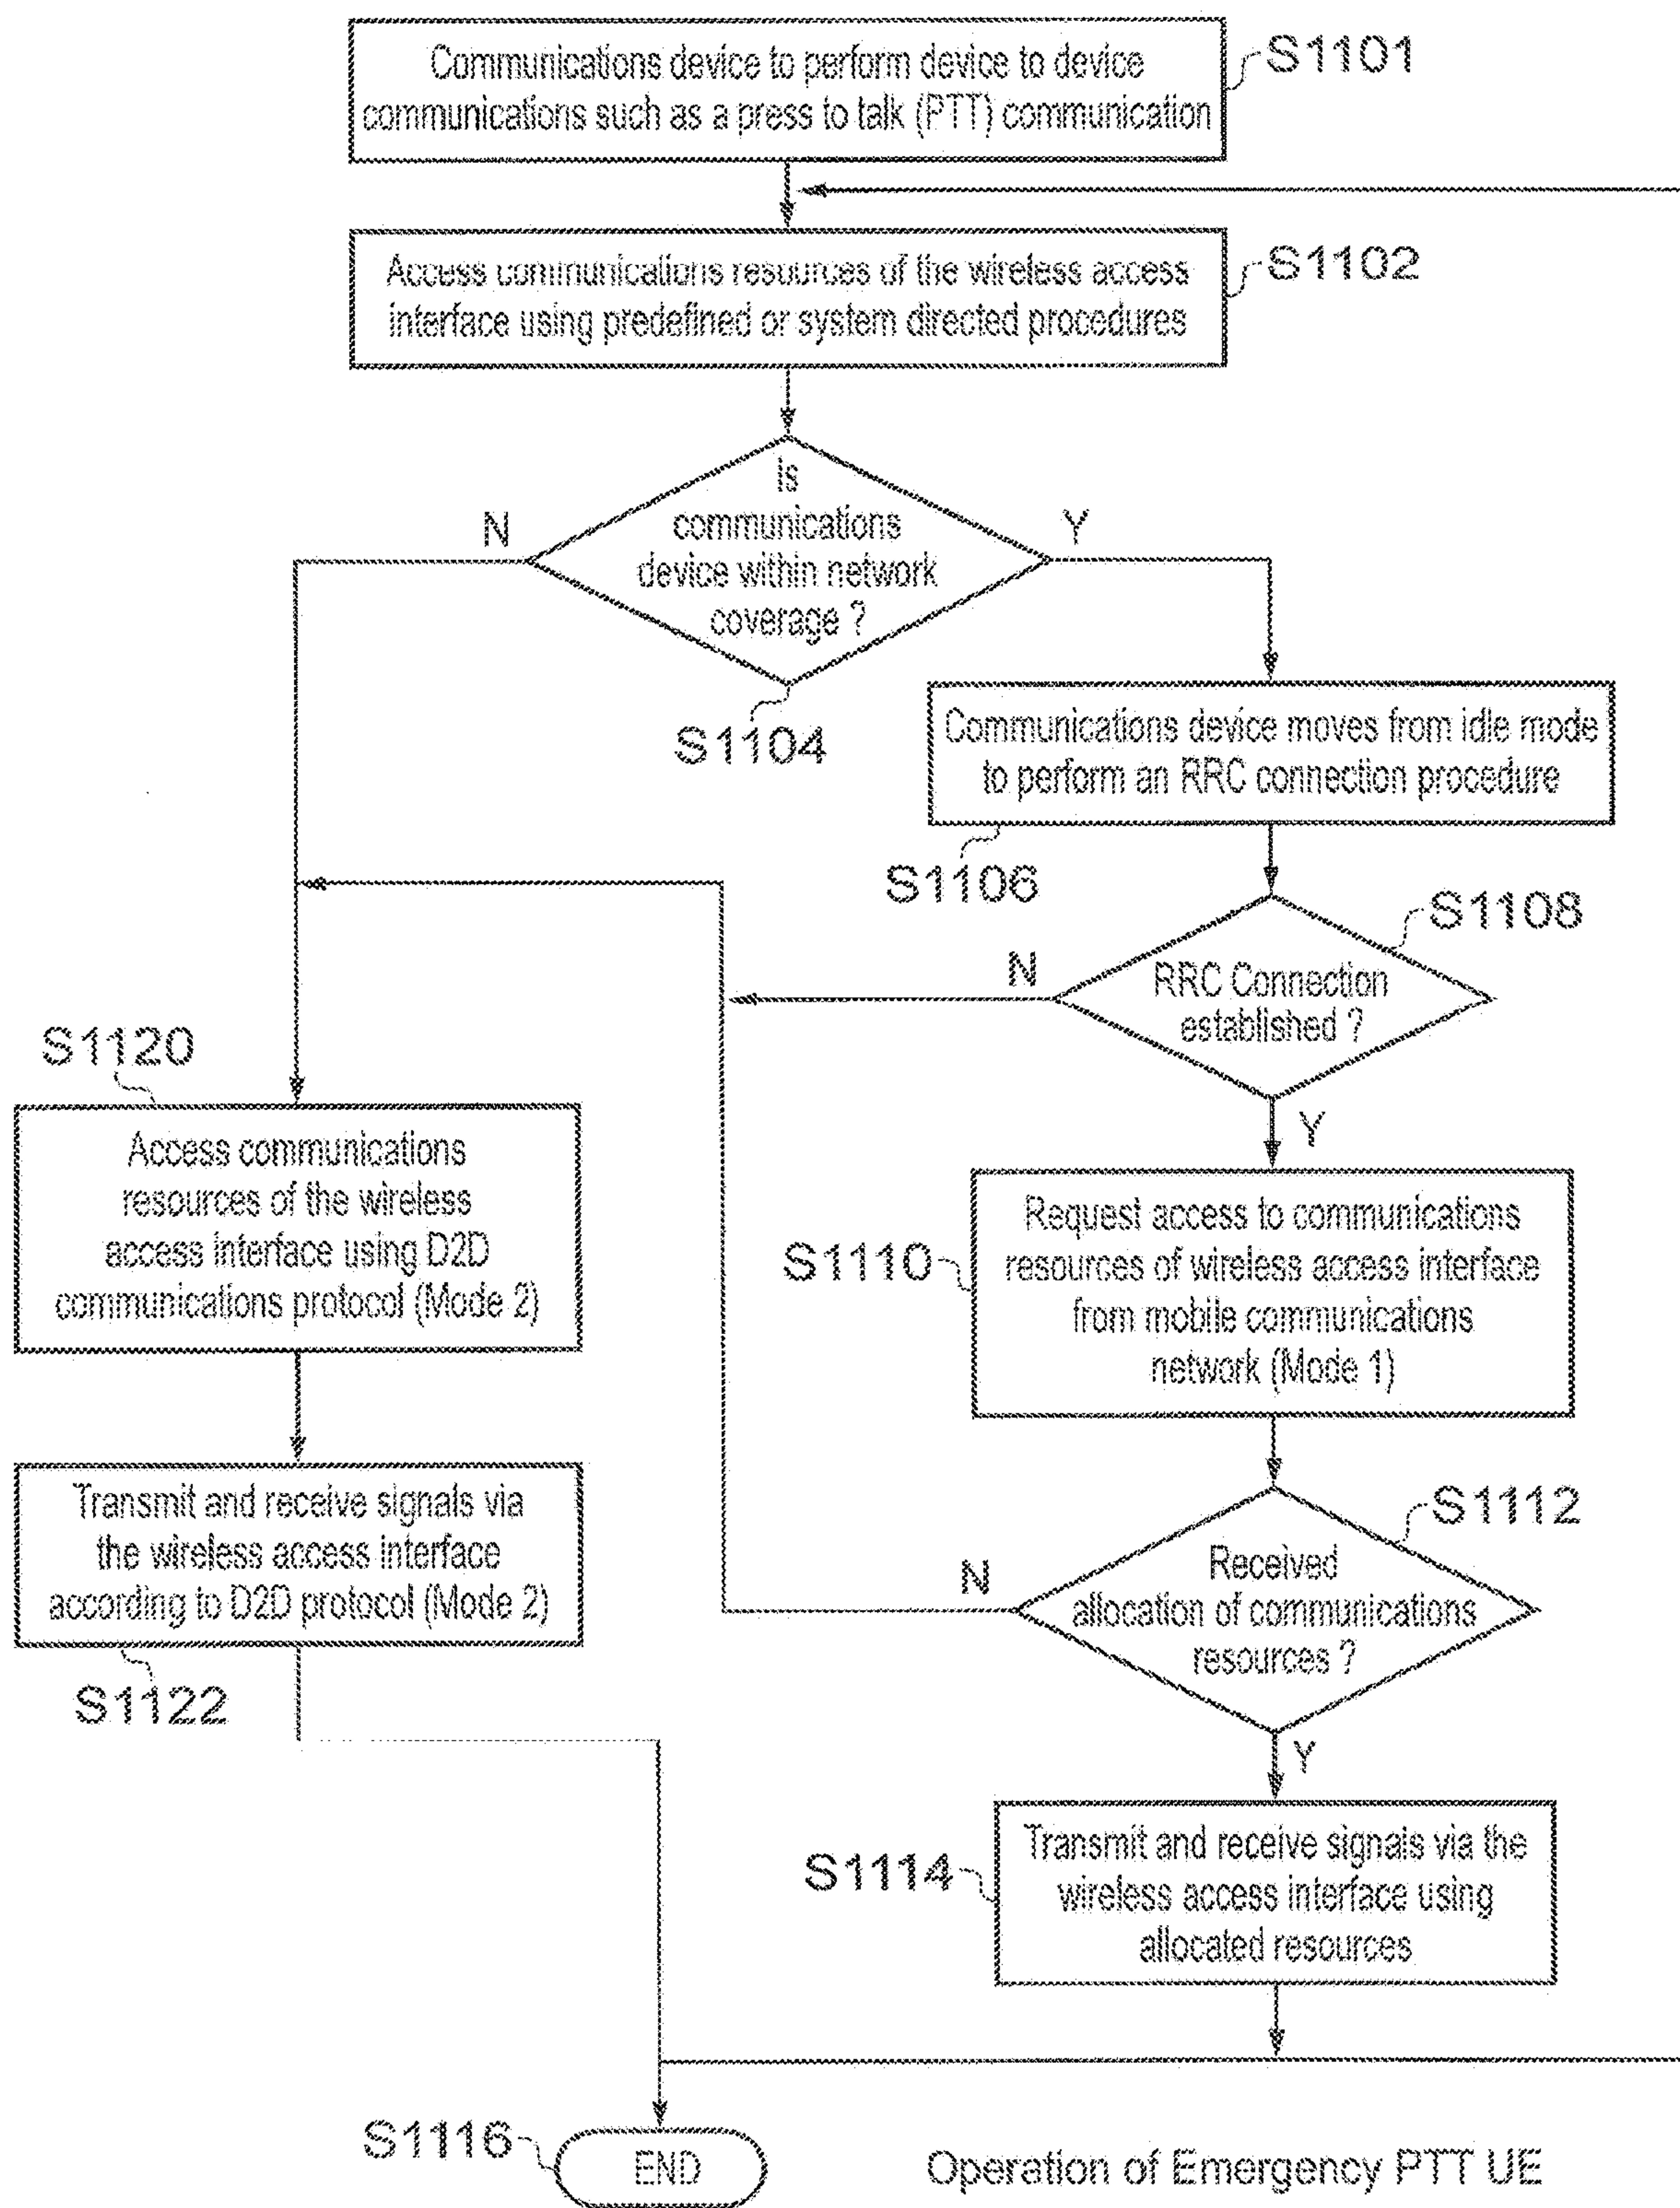 Communications device to perform device to device
communications such as a press to talk (PTT) communication
S1101
Access communications resources of the wireless access
interface using predefined or system directed procedures
S1102
Is
communications
device within network
coverage ?
N
Y
S1104
Communications device moves from idle mode
to perform an RRC connection procedure
S1106
RRC Connection
established ?
S1108
N
Y
S1120
Access communications
resources of the wireless
access interface using D2D
communications protocol (Mode 2)
Request access to communications
resources of wireless access interface
from mobile communications
network (Mode 1)
S1110
Transmit and receive signals via
the wireless access interface
according to D2D protocol (Mode 2)
S1122
Received
allocation of communications
resources ?
S1112
N
Y
Transmit and receive signals via the
wireless access interface using
allocated resources
S1114
S1116
END
Operation of Emergency PTT UE